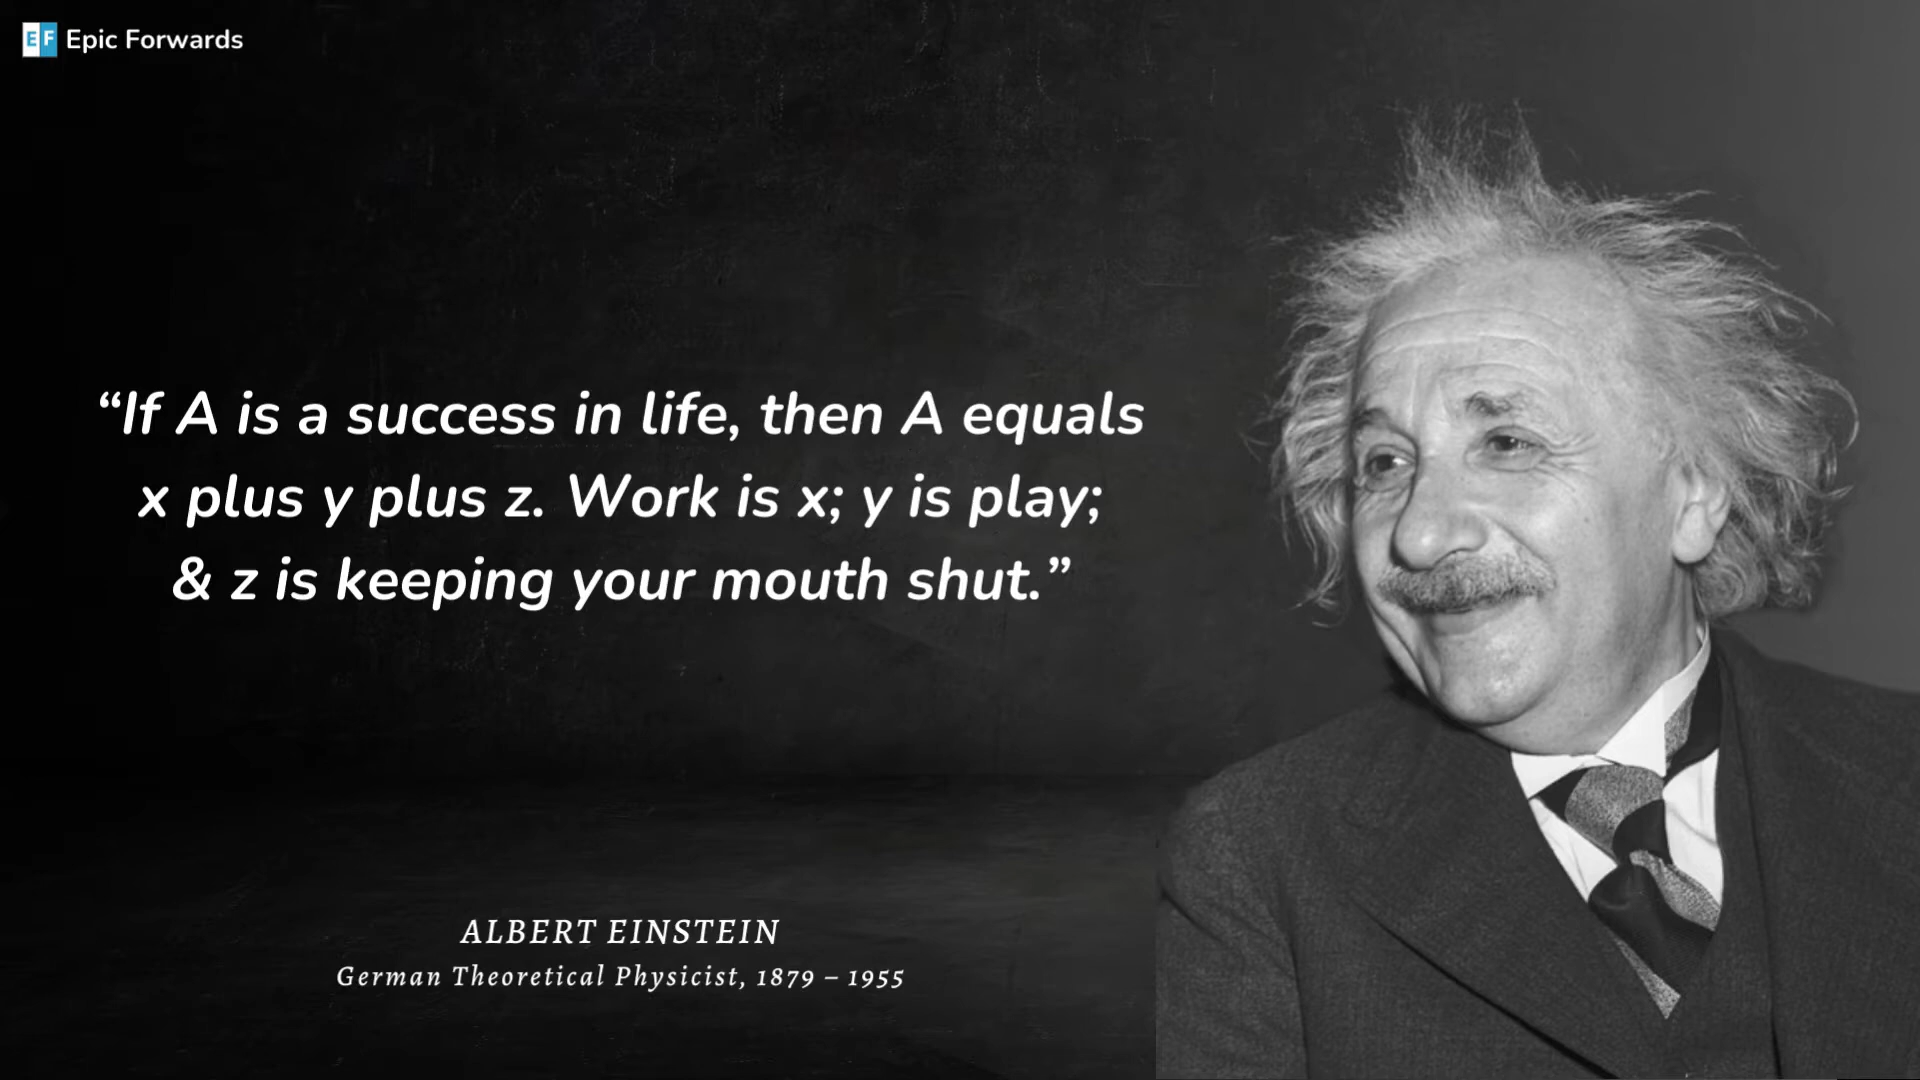 EF Epic Forwards
“If A is a success in life, then A equals
x plus y plus z. Work is x; y is play;
& z is keeping your mouth shut.”
ALBERT EINSTEIN
German Theoretical Physicist, 1879 – 1955